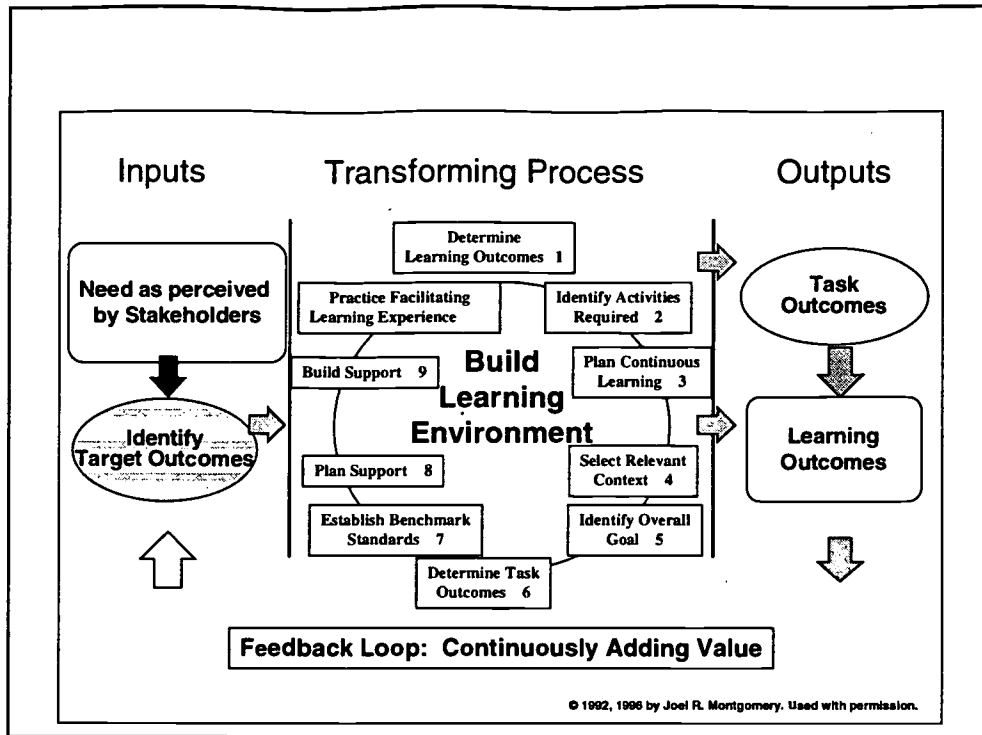 Inputs
Transforming Process
Outputs
Need as perceived
by Stakeholders
Identify
Target Outcomes
Determine
Learning Outcomes 1
Identify Activities
Required 2
Plan Continuous
Learning 3
Select Relevant
Context 4
Identify Overall
Goal 5
Determine Task
Outcomes 6
Establish Benchmark
Standards 7
Plan Support 8
Build Support 9
Practice Facilitating
Learning Experience
Build
Learning
Environment
Task
Outcomes
Learning
Outcomes
Feedback Loop: Continuously Adding Value
© 1992, 1996 by Joel R. Montgomery. Used with permission.